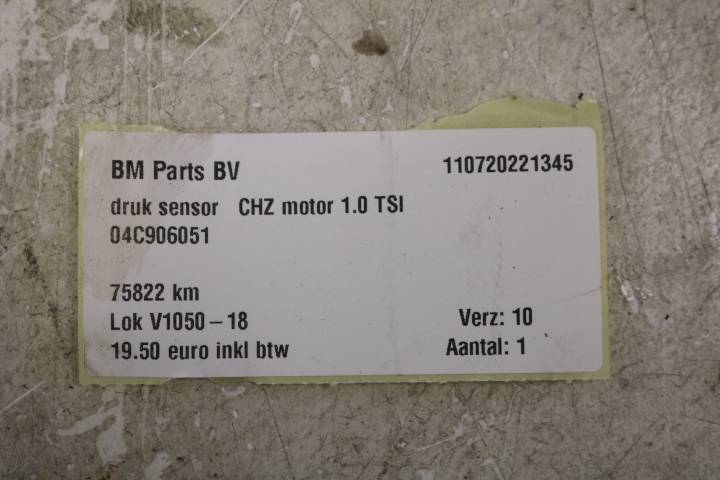 BM Parts BV 110720221345
druk sensor CHZ motor 1.0 TSI
04C906051
75822 km
Lok V1050-18 Verz: 10
19.50 euro inkl btw Aantal: 1